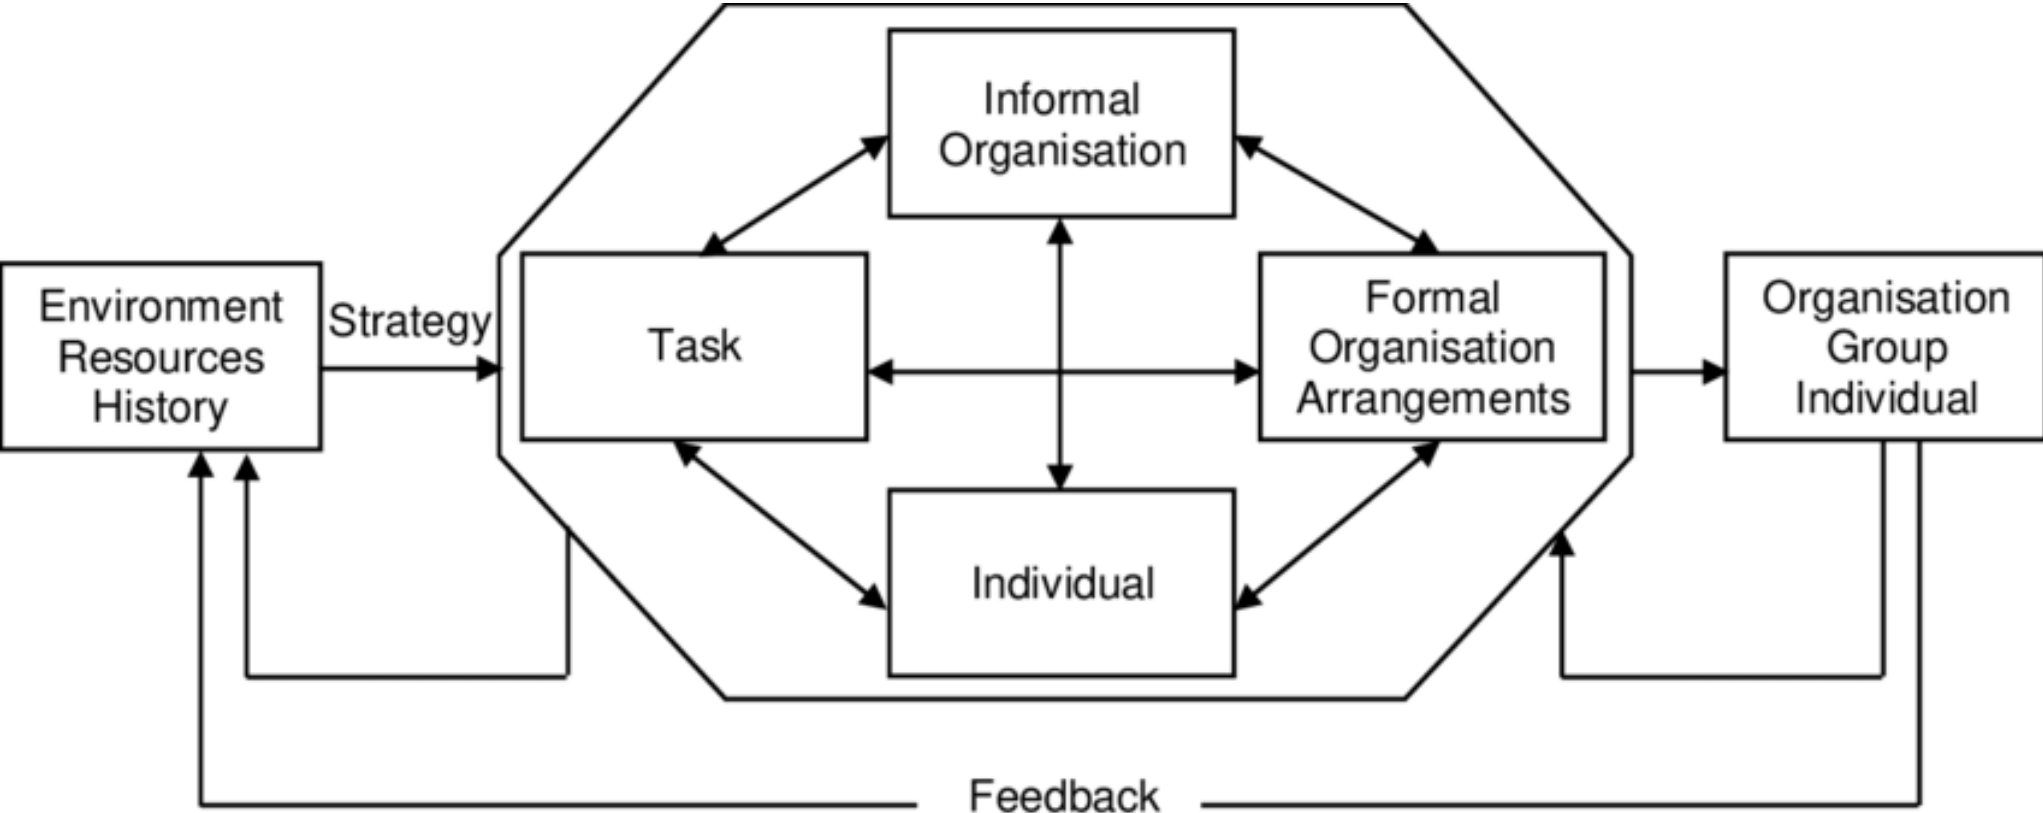 Informal
Organisation
Environment
Resources
History
Strategy
Task
Formal
Organisation
Arrangements
Organisation
Group
Individual
Individual
Feedback